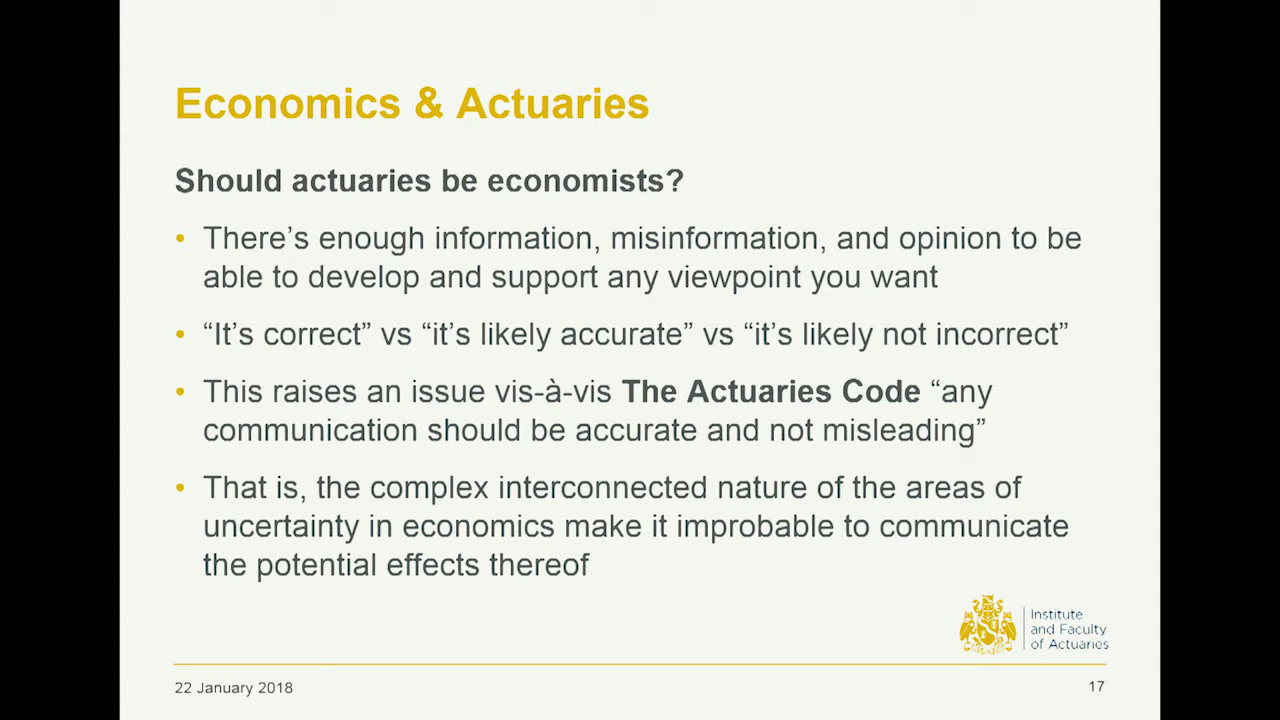 Economics & Actuaries
Should actuaries be economists?
• There’s enough information, misinformation, and opinion to be
able to develop and support any viewpoint you want
• “It’s correct” vs “it’s likely accurate” vs “it’s likely not incorrect”
• This raises an issue vis-à-vis The Actuaries Code “any
communication should be accurate and not misleading”
• That is, the complex interconnected nature of the areas of
uncertainty in economics make it improbable to communicate
the potential effects thereof
Institute
and Faculty
of Actuaries
22 January 2018
17